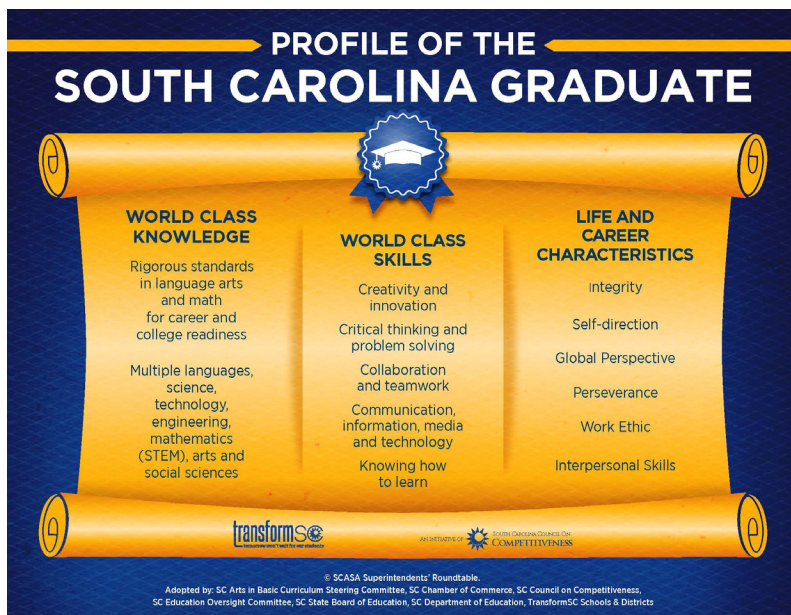 PROFILE OF THE
SOUTH CAROLINA GRADUATE
WORLD CLASS
KNOWLEDGE
Rigorous standards
in language arts
and math
for career and
college readiness
Multiple languages,
science,
technology,
engineering,
mathematics
(STEM), arts and
social sciences
WORLD CLASS
SKILLS
Creativity and
innovation
Critical thinking and
problem solving
Collaboration
and teamwork
Communication,
information, media
and technology
Knowing how
to learn
LIFE AND
CAREER
CHARACTERISTICS
Integrity
Self-direction
Global Perspective
Perseverance
Work Ethic
Interpersonal Skills
transformSC
AN INITIATIVE OF
SOUTH CAROLINA COUNCIL ON
COMPETITIVENESS
© SCASA Superintendents' Roundtable.
Adopted by: SC Arts in Basic Curriculum Steering Committee, SC Chamber of Commerce, SC Council on Competitiveness,
SC Education Oversight Committee, SC State Board of Education, SC Department of Education, TransformSC Schools & Districts